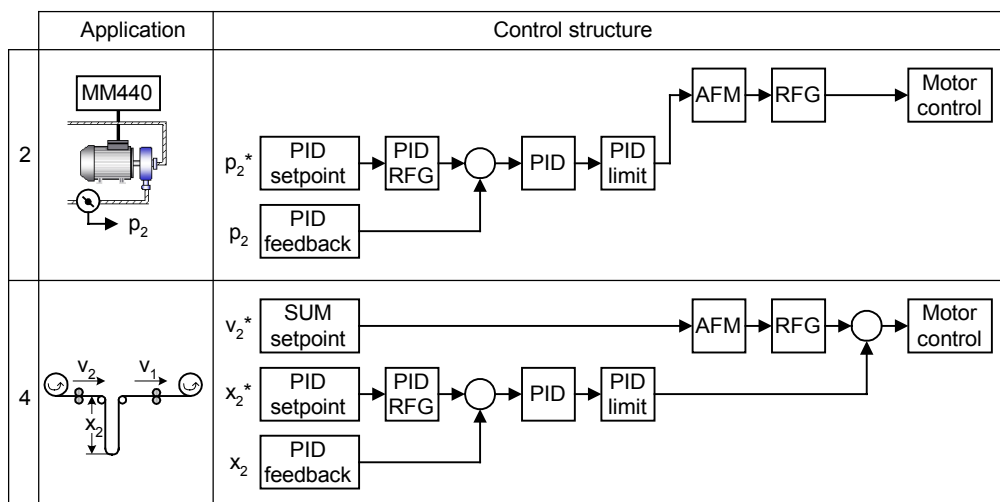 Application
Control structure
2
MM440
p2
p2*
PID
setpoint
PID
RFG
PID
PID
limit
AFM
RFG
Motor
control
p2
PID
feedback
4
v2
v1
x2
v2*
SUM
setpoint
AFM
RFG
Motor
control
x2*
PID
setpoint
PID
RFG
PID
PID
limit
x2
PID
feedback